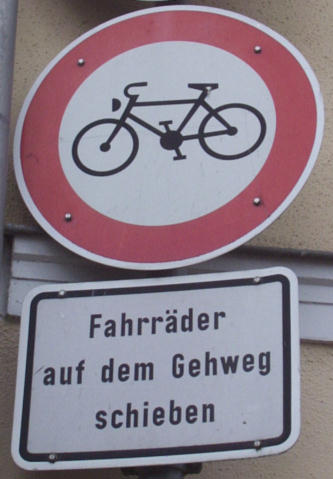 Fahrräder
auf dem Gehweg
schieben